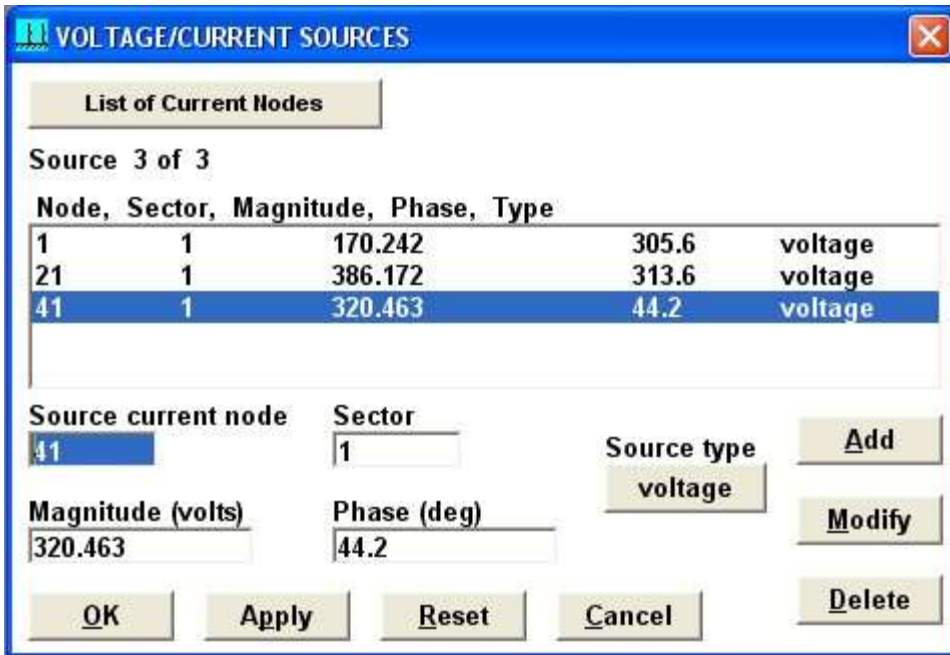 VOLTAGE/CURRENT SOURCES
List of Current Nodes
Source 3 of 3
Node, Sector, Magnitude, Phase, Type
1 1 170.242 305.6 voltage
21 1 386.172 313.6 voltage
41 1 320.463 44.2 voltage
Source current node Sector
41 1
Source type
voltage
Add
Magnitude (volts) Phase (deg)
320.463 44.2
Modify
OK Apply Reset Cancel Delete